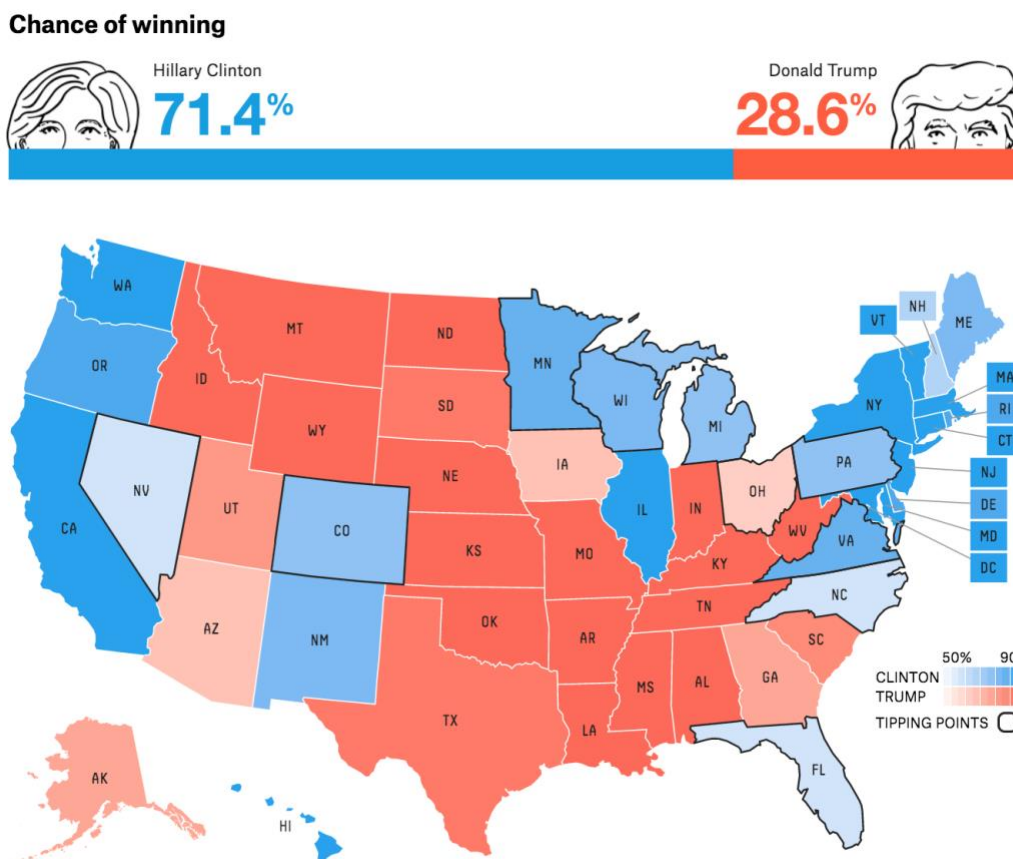 Chance of winning
Hillary Clinton
Donald Trump
71.4%
28.6%
WA
MT
ND
MN
VT
NH
ME
OR
ID
SD
WI
MI
NY
MA
RI
CT
WY
NE
IA
PA
NJ
NV
UT
CO
IL
IN
OH
DE
MD
DC
CA
KS
MO
WV
VA
KY
NC
AZ
NM
OK
AR
TN
SC
MS
AL
GA
TX
LA
FL
AK
HI
50%
CLINTON
TRUMP
TIPPING POINTS